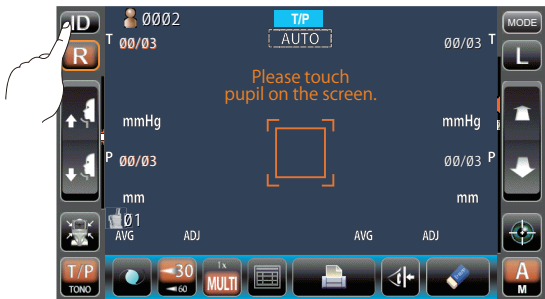 ID
0002
T/P
MODE
R
T 00/03
AUTO
00/03 T
L
Please touch
pupil on the screen.
mmHg
mmHg
P 00/03
00/03 P
mm
mm
01
AVG
ADJ
AVG
ADJ
T/P
TONO
30
60
1x
MULTI
A
M